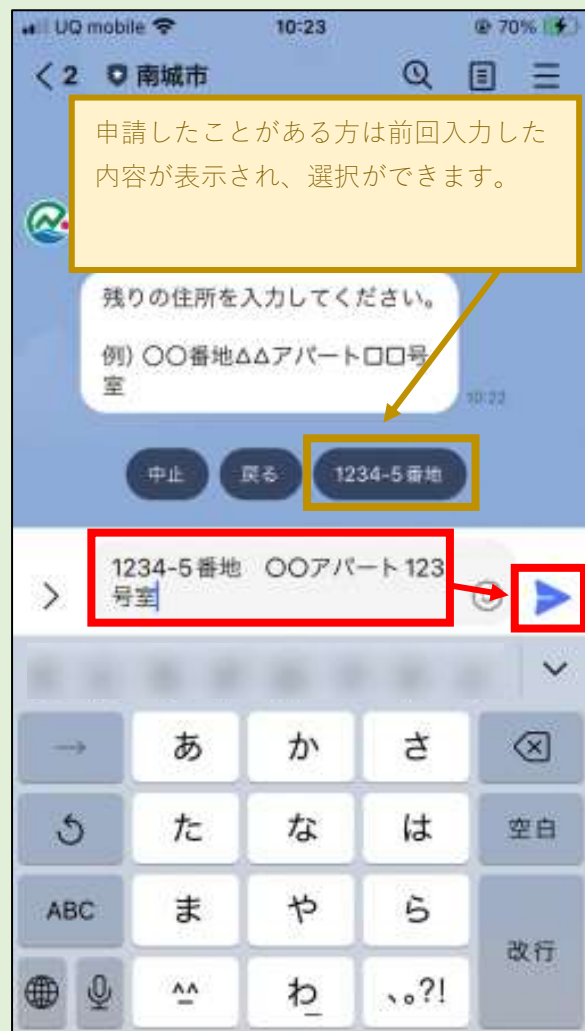 UQ mobile 10:23 70%
2 南城市
申請したことがある方は前回入力した
内容が表示され、選択ができます。
残りの住所を入力してください。
例) 〇〇番地△△アパート□□号
室
10:22
中止 戻る 1234-5番地
1234-5番地 〇〇アパート 123
号室
→ あ か さ
た な は 空白
ABC ま や ら
改行
^^ わ 、。?!